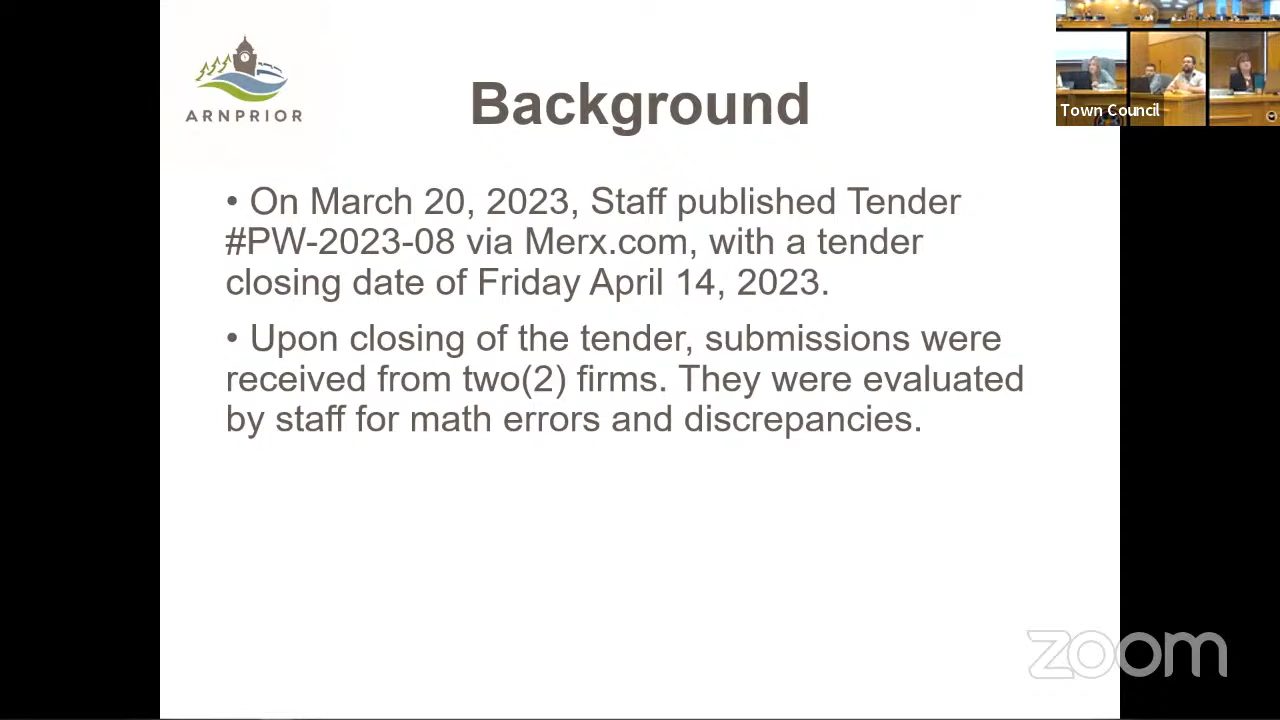 ARNPRIOR
Background
Town Council
• On March 20, 2023, Staff published Tender
#PW-2023-08 via Merx.com, with a tender
closing date of Friday April 14, 2023.
• Upon closing of the tender, submissions were
received from two(2) firms. They were evaluated
by staff for math errors and discrepancies.
zoom